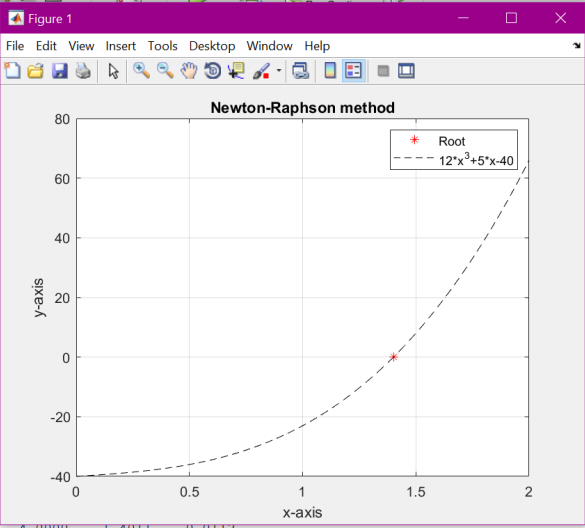 Figure 1
File Edit View Insert Tools Desktop Window Help
Newton-Raphson method
80
60
40
20
0
-20
-40
y-axis
Root
12*x^3+5*x-40
0 0.5 1 1.5 2
x-axis